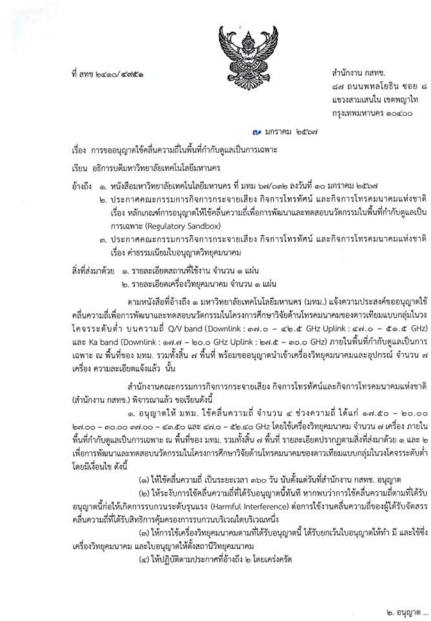 ที่ สทช ๒๔๑๐/๔๙๕๑
สำนักงาน กสทช.
๘๗ ถนนพหลโยธิน ซอย ๘
แขวงสามเสนใน เขตพญาไท
กรุงเทพมหานคร ๑๐๔๐๐
๓๑ มกราคม ๒๕๖๗
เรื่อง การขออนุญาตใช้คลื่นความถี่ในพื้นที่กำกับดูแลเป็นการเฉพาะ
เรียน อธิการบดีมหาวิทยาลัยเทคโนโลยีมหานคร
อ้างถึง ๑. หนังสือมหาวิทยาลัยเทคโนโลยีมหานคร ที่ มทม ๖๗/๐๓๒ ลงวันที่ ๑๐ มกราคม ๒๕๖๗
๒. ประกาศคณะกรรมการกิจการกระจายเสียง กิจการโทรทัศน์ และกิจการโทรคมนาคมแห่งชาติ
เรื่อง หลักเกณฑ์การอนุญาตให้ใช้คลื่นความถี่เพื่อการพัฒนาและทดสอบนวัตกรรมในพื้นที่กำกับดูแลเป็น
การเฉพาะ (Regulatory Sandbox)
๓. ประกาศคณะกรรมการกิจการกระจายเสียง กิจการโทรทัศน์ และกิจการโทรคมนาคมแห่งชาติ
เรื่อง ค่าธรรมเนียมใบอนุญาตวิทยุคมนาคม
สิ่งที่ส่งมาด้วย ๑. รายละเอียดสถานที่ใช้งาน จำนวน ๑ แผ่น
๒. รายละเอียดเครื่องวิทยุคมนาคม จำนวน ๑ แผ่น
ตามหนังสือที่อ้างถึง ๑ มหาวิทยาลัยเทคโนโลยีมหานคร (มทม.) แจ้งความประสงค์ขออนุญาตใช้
คลื่นความถี่เพื่อการพัฒนาและทดสอบนวัตกรรมในโครงการศึกษาวิจัยด้านโทรคมนาคมของดาวเทียมแบบกลุ่มในวง
โคจรระดับต่ำ บนความถี่ Q/V band (Downlink : ๓๗.๐ – ๔๒.๕ GHz Uplink : ๔๗.๐ – ๕๑.๕ GHz)
และ Ka band (Downlink : ๑๗.๗ – ๒๐.๐ GHz Uplink : ๒๗.๕ – ๓๐.๐ GHz) ภายในพื้นที่กำกับดูแลเป็นการ
เฉพาะ ณ พื้นที่ของ มทม. รวมทั้งสิ้น ๗ พื้นที่ พร้อมขออนุญาตนำเข้าเครื่องวิทยุคมนาคมและอุปกรณ์ จำนวน ๗
เครื่อง ความละเอียดแจ้งแล้ว นั้น
สำนักงานคณะกรรมการกิจการกระจายเสียง กิจการโทรทัศน์และกิจการโทรคมนาคมแห่งชาติ
(สำนักงาน กสทช.) พิจารณาแล้ว ขอเรียนดังนี้
๑. อนุญาตให้ มทม. ใช้คลื่นความถี่ จำนวน ๔ ช่วงความถี่ ได้แก่ ๑๗.๕๐ – ๒๐.๐๐
๒๗.๐๐ – ๓๐.๐๐ ๓๗.๐๐ – ๔๓.๕๐ และ ๔๗.๐ – ๕๒.๔๐ GHz โดยใช้เครื่องวิทยุคมนาคม จำนวน ๗ เครื่อง ภายใน
พื้นที่กำกับดูแลเป็นการเฉพาะ ณ พื้นที่ของ มทม. รวมทั้งสิ้น ๗ พื้นที่ รายละเอียดปรากฏตามสิ่งที่ส่งมาด้วย ๑ และ ๒
เพื่อการพัฒนาและทดสอบนวัตกรรมในโครงการศึกษาวิจัยด้านโทรคมนาคมของดาวเทียมแบบกลุ่มในวงโคจรระดับต่ำ
โดยมีเงื่อนไข ดังนี้
(๑) ให้ใช้คลื่นความถี่ เป็นระยะเวลา ๓๖๐ วัน นับตั้งแต่วันที่สำนักงาน กสทช. อนุญาต
(๒) ให้ระงับการใช้คลื่นความถี่ที่ได้รับอนุญาตนี้ทันที หากพบว่าการใช้คลื่นความถี่ตามที่ได้รับ
อนุญาตนี้ก่อให้เกิดการรบกวนระดับรุนแรง (Harmful Interference) ต่อการใช้งานคลื่นความถี่ของผู้ได้รับจัดสรร
คลื่นความถี่ที่ได้รับสิทธิการคุ้มครองการรบกวนบริเวณใดบริเวณหนึ่ง
(๓) ให้การใช้เครื่องวิทยุคมนาคมตามที่ได้รับอนุญาตนี้ ได้รับยกเว้นใบอนุญาตให้ทำ มี และใช้ซึ่ง
เครื่องวิทยุคมนาคม และใบอนุญาตให้ตั้งสถานีวิทยุคมนาคม
(๔) ให้ปฏิบัติตามประกาศที่อ้างถึง ๒ โดยเคร่งครัด
๒. อนุญาต ...